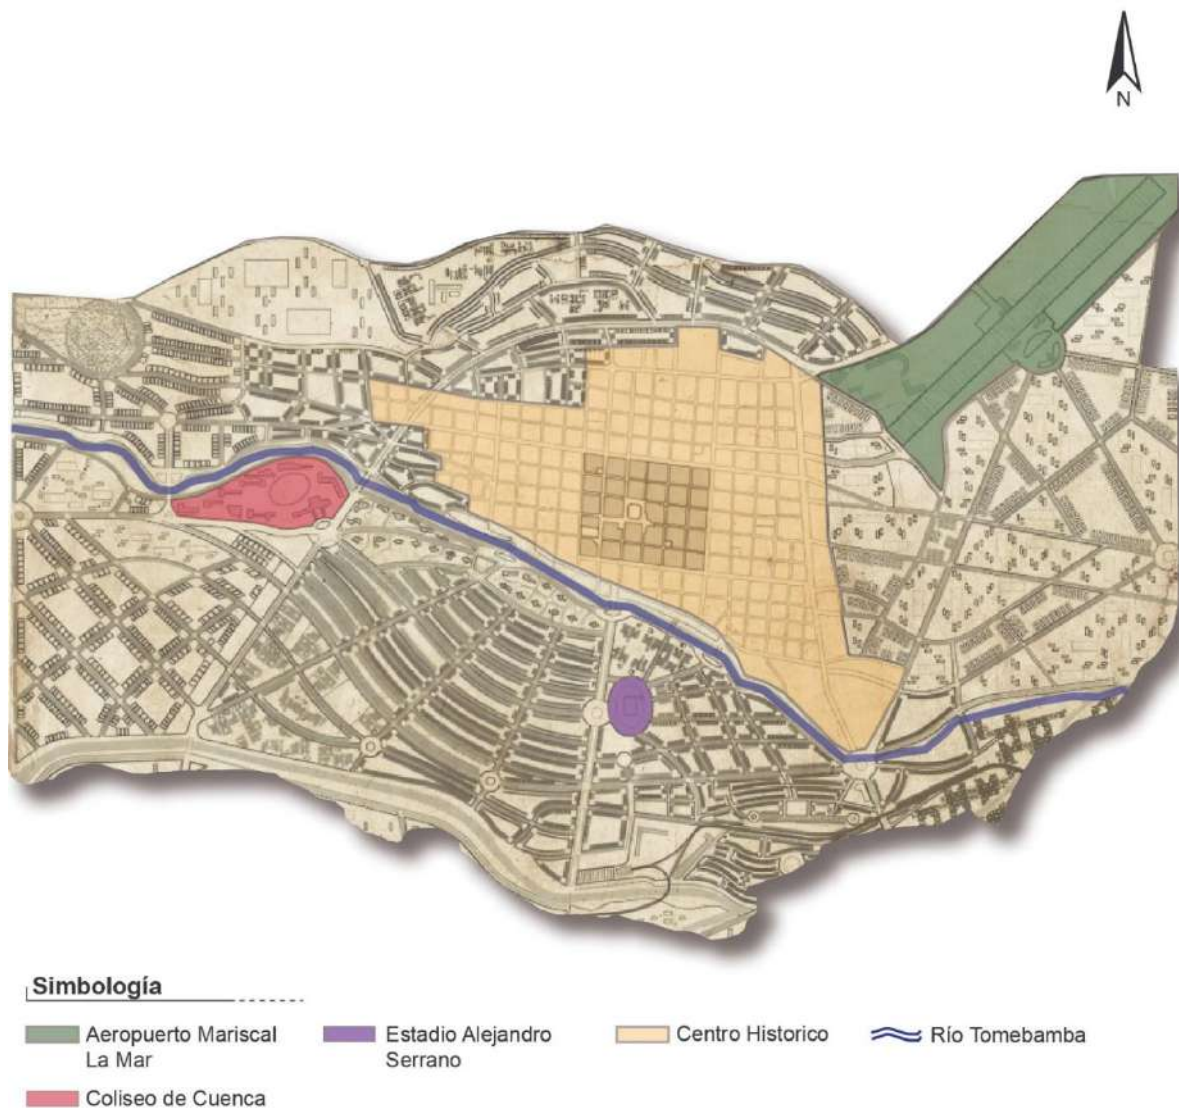 N
Simbología
Aeropuerto Mariscal
La Mar
Estadio Alejandro
Serrano
Centro Historico
Río Tomebamba
Coliseo de Cuenca